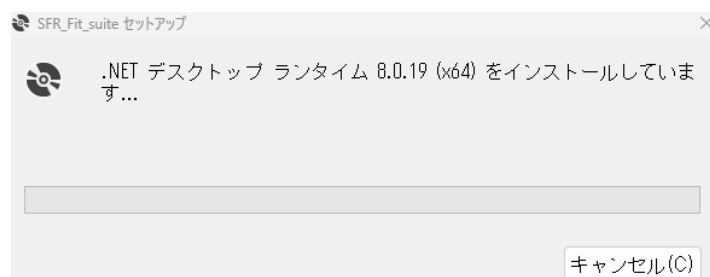 SFR_Fit_suite セットアップ
.NET デスクトップ ランタイム 8.0.19 (x64) をインストールしていま
す...
キャンセル(C)